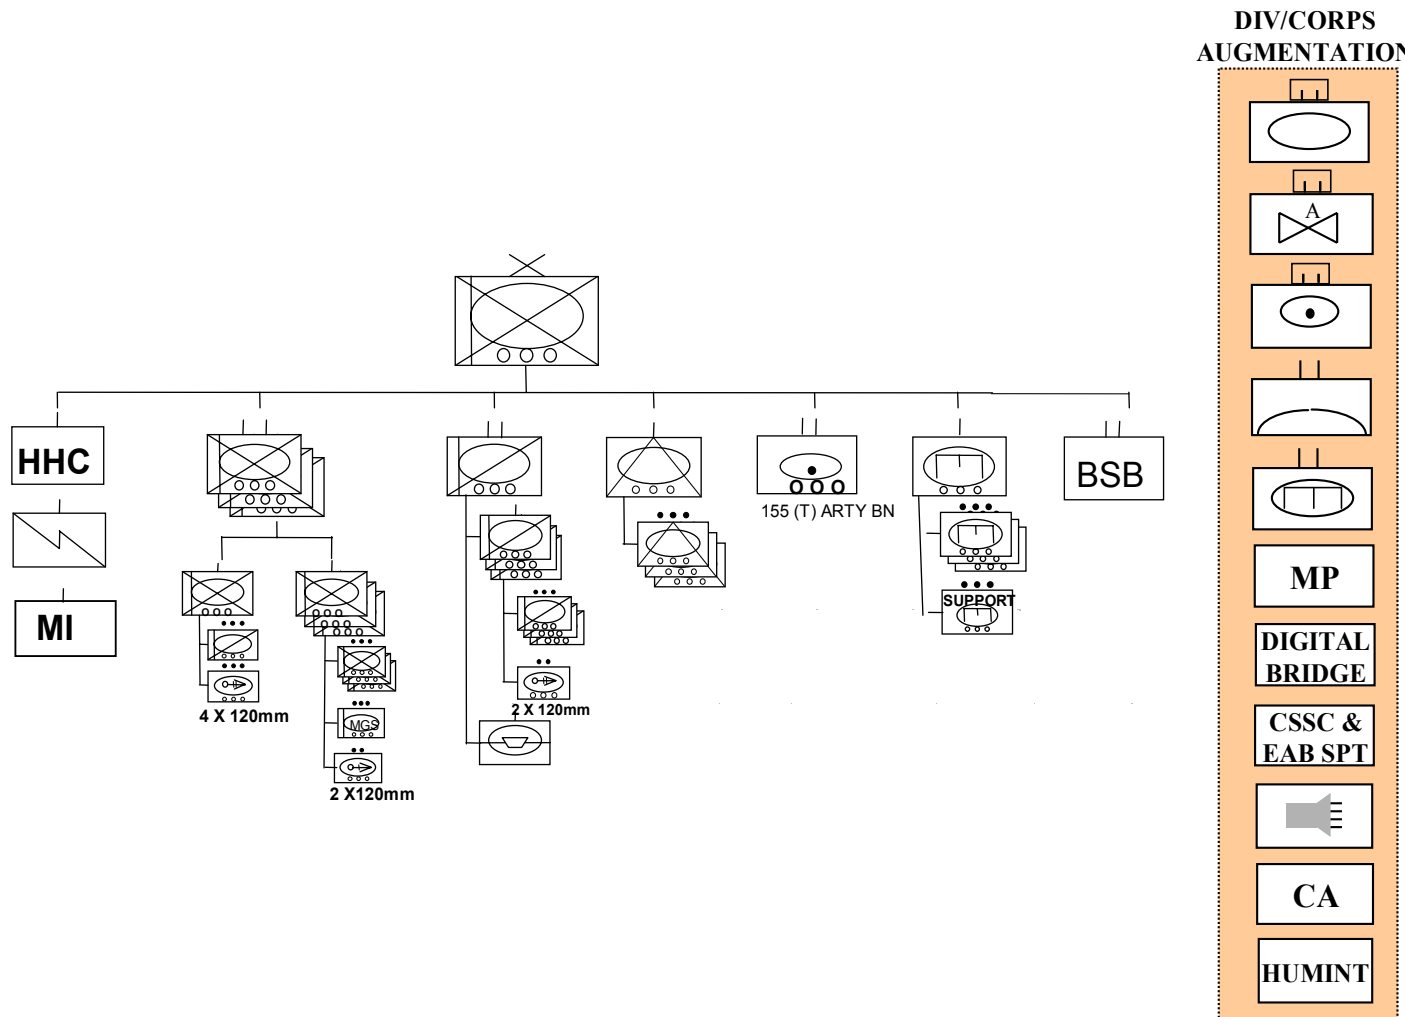 DIV/CORPS
AUGMENTATION
A
HHC
BSB
155 (T) ARTY BN
MI
SUPPORT
MP
DIGITAL
BRIDGE
4 X 120mm
MGS
2 X 120mm
2 X120mm
CSSC &
EAB SPT
CA
HUMINT